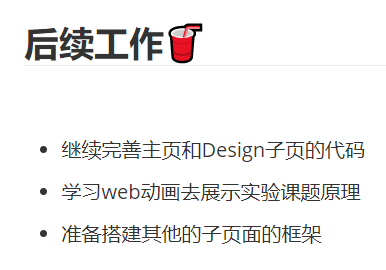 后续工作🥤
继续完善主页和Design子页的代码
学习web动画去展示实验课题原理
准备搭建其他的子页面的框架